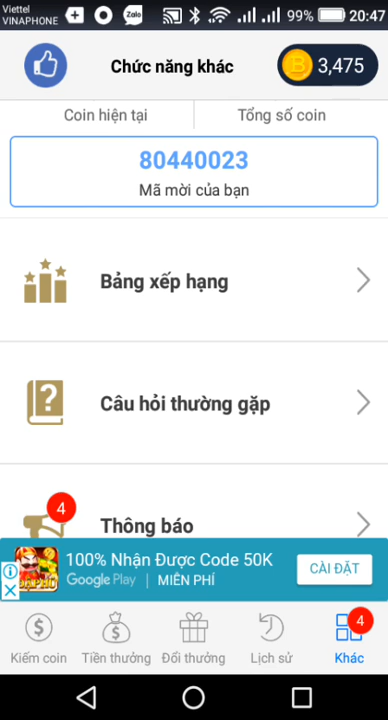 Viettel
VINAPHONE
Zalo
99%
20:47
Chức năng khác
B
3,475
Coin hiện tại
Tổng số coin
80440023
Mã mời của bạn
Bảng xếp hạng
?
Câu hỏi thường gặp
4
Thông báo
100% Nhận Được Code 50K
Google Play
MIỄN PHÍ
CÀI ĐẶT
$
$
4
Kiếm coin
Tiền thưởng
Đổi thưởng
Lịch sử
Khác